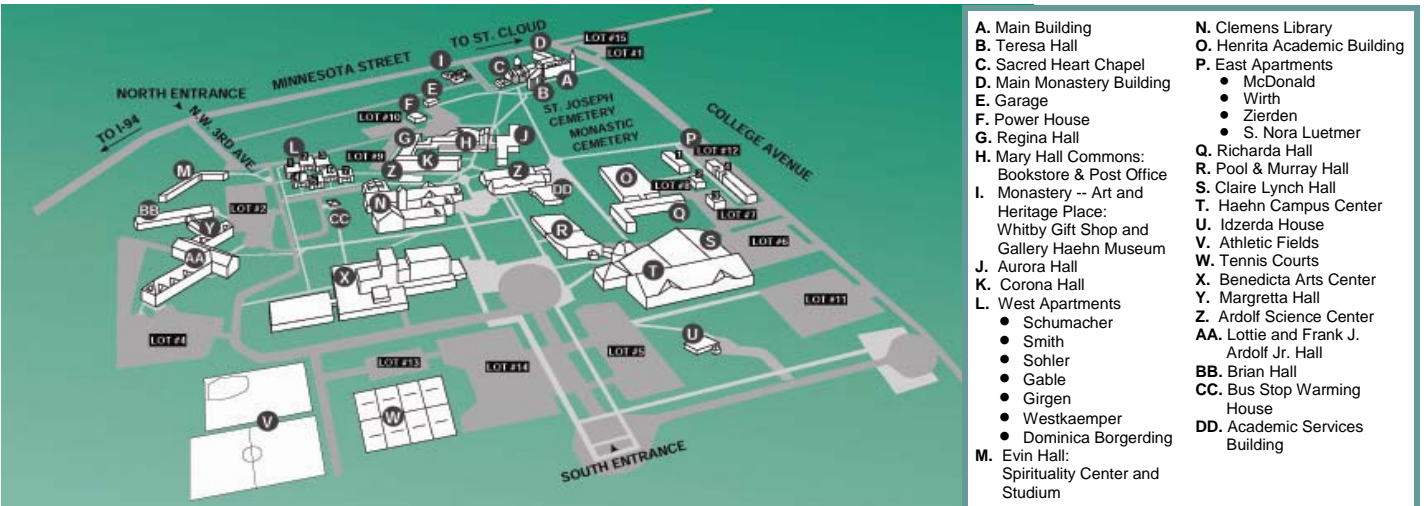 TO ST. CLOUD
LOT #15
LOT #1
D
C
I
A
MINNESOTA STREET
B
E
NORTH ENTRANCE
F
ST. JOSEPH
CEMETERY
MONASTIC
CEMETERY
COLLEGE AVENUE
TO I-94
N.W. 3RD AVE
LOT #10
G
H
J
P
L
LOT #9
K
LOT #12
M
Z
Z
O
LOT #8
DD
N
BB
LOT #2
CC
Q
LOT #7
Y
R
S
LOT #6
AA
X
T
LOT #11
U
LOT #4
LOT #13
LOT #14
LOT #5
V
W
SOUTH ENTRANCE
A. Main Building
B. Teresa Hall
C. Sacred Heart Chapel
D. Main Monastery Building
E. Garage
F. Power House
G. Regina Hall
H. Mary Hall Commons:
Bookstore & Post Office
I. Monastery -- Art and
Heritage Place:
Whitby Gift Shop and
Gallery Haehn Museum
J. Aurora Hall
K. Corona Hall
L. West Apartments
● Schumacher
● Smith
● Sohler
● Gable
● Girgen
● Westkaemper
● Dominica Borgerding
M. Evin Hall:
Spirituality Center and
Studium
N. Clemens Library
O. Henrita Academic Building
P. East Apartments
● McDonald
● Wirth
● Zierden
● S. Nora Luetmer
Q. Richarda Hall
R. Pool & Murray Hall
S. Claire Lynch Hall
T. Haehn Campus Center
U. Idzerda House
V. Athletic Fields
W. Tennis Courts
X. Benedicta Arts Center
Y. Margretta Hall
Z. Ardolf Science Center
AA. Lottie and Frank J.
Ardolf Jr. Hall
BB. Brian Hall
CC. Bus Stop Warming
House
DD. Academic Services
Building